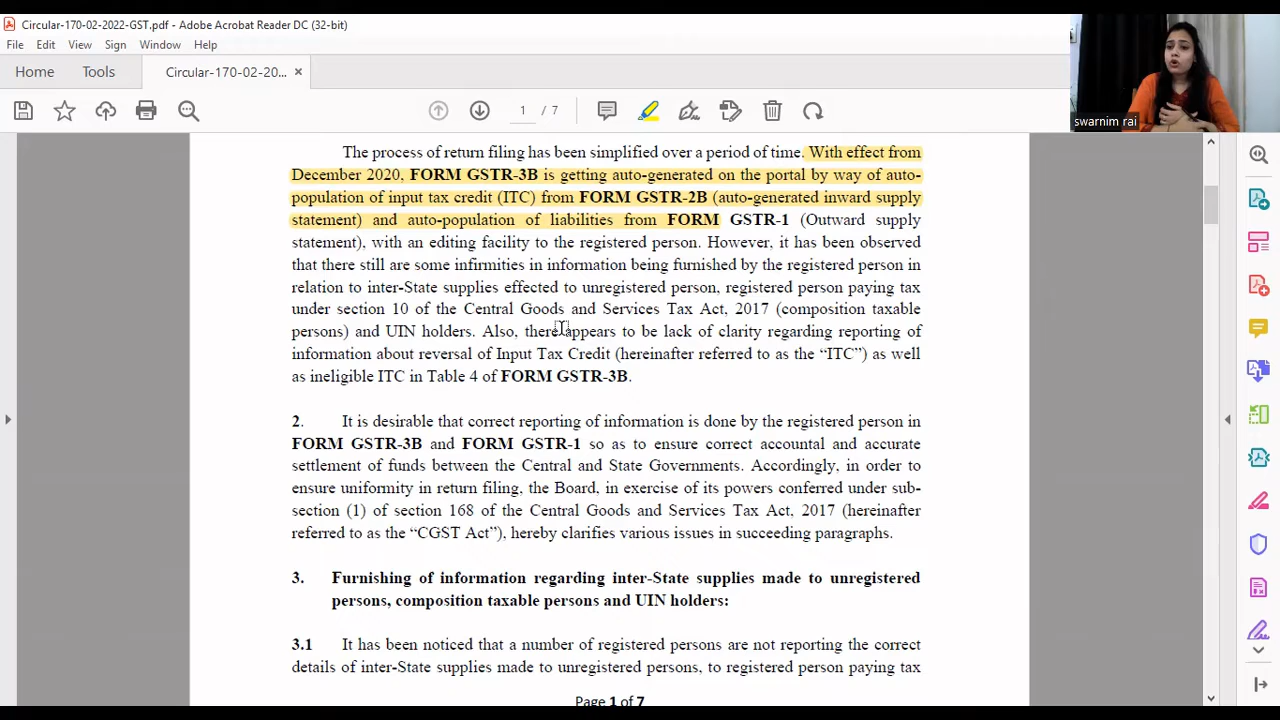 Circular-170-02-2022-GST.pdf - Adobe Acrobat Reader DC (32-bit)
File Edit View Sign Window Help
Home Tools Circular-170-02-20... ×
1 / 7
swarnim rai
The process of return filing has been simplified over a period of time. With effect from
December 2020, FORM GSTR-3B is getting auto-generated on the portal by way of auto-
population of input tax credit (ITC) from FORM GSTR-2B (auto-generated inward supply
statement) and auto-population of liabilities from FORM GSTR-1 (Outward supply
statement), with an editing facility to the registered person. However, it has been observed
that there still are some infirmities in information being furnished by the registered person in
relation to inter-State supplies effected to unregistered person, registered person paying tax
under section 10 of the Central Goods and Services Tax Act, 2017 (composition taxable
persons) and UIN holders. Also, there appears to be lack of clarity regarding reporting of
information about reversal of Input Tax Credit (hereinafter referred to as the “ITC”) as well
as ineligible ITC in Table 4 of FORM GSTR-3B.
2. It is desirable that correct reporting of information is done by the registered person in
FORM GSTR-3B and FORM GSTR-1 so as to ensure correct accountal and accurate
settlement of funds between the Central and State Governments. Accordingly, in order to
ensure uniformity in return filing, the Board, in exercise of its powers conferred under sub-
section (1) of section 168 of the Central Goods and Services Tax Act, 2017 (hereinafter
referred to as the “CGST Act”), hereby clarifies various issues in succeeding paragraphs.
3. Furnishing of information regarding inter-State supplies made to unregistered
persons, composition taxable persons and UIN holders:
3.1 It has been noticed that a number of registered persons are not reporting the correct
details of inter-State supplies made to unregistered persons, to registered person paying tax
Page 1 of 7